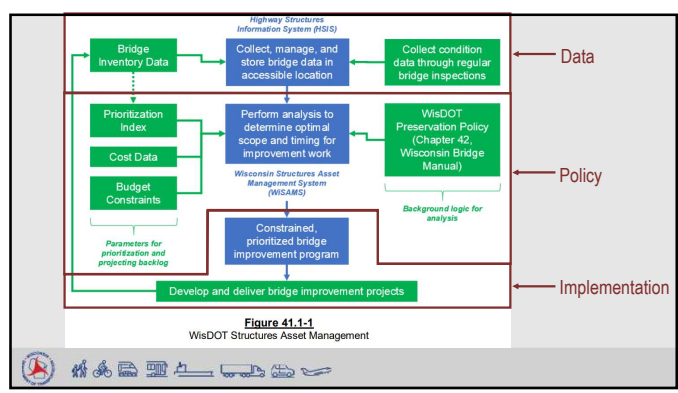 Highway Structures
Information System (HSIS)
Bridge
Inventory Data
Collect, manage, and
store bridge data in
accessible location
Collect condition
data through regular
bridge inspections
Data
Prioritization
Index
Cost Data
Budget
Constraints
Parameters for
prioritization and
projecting backlog
Perform analysis to
determine optimal
scope and timing for
improvement work
Wisconsin Structures Asset
Management System
(WiSAMS)
WisDOT
Preservation Policy
(Chapter 42,
Wisconsin Bridge
Manual)
Background logic for
analysis
Policy
Constrained,
prioritized bridge
improvement program
Develop and deliver bridge improvement projects
Implementation
Figure 41.1-1
WisDOT Structures Asset Management